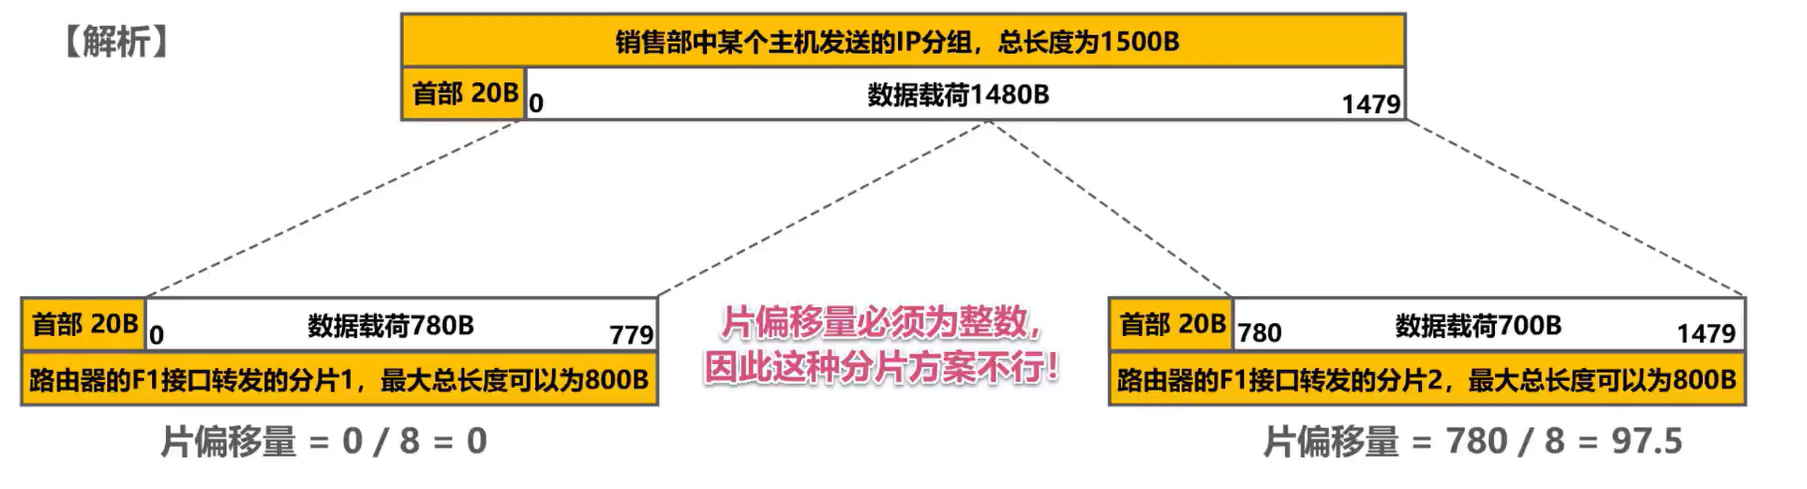 【解析】
销售部中某个主机发送的IP分组，总长度为1500B
首部 20B
0
数据载荷1480B
1479
首部 20B
0
数据载荷780B
779
路由器的F1接口转发的分片1，最大总长度可以为800B
片偏移量 = 0 / 8 = 0
片偏移量必须为整数，
因此这种分片方案不行！
首部 20B
780
数据载荷700B
1479
路由器的F1接口转发的分片2，最大总长度可以为800B
片偏移量 = 780 / 8 = 97.5